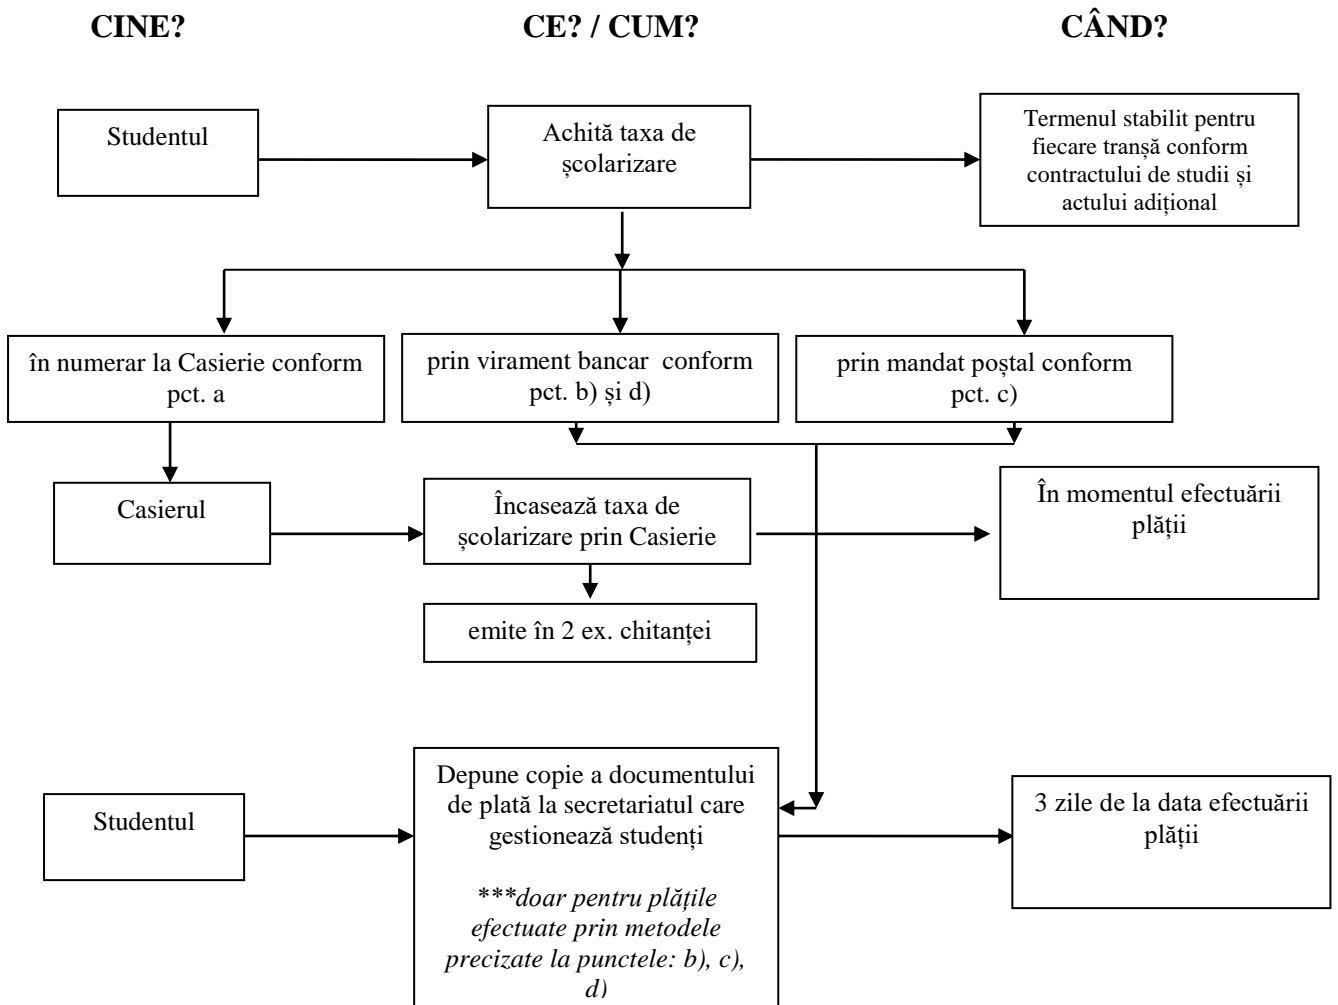 CINE?
CE? / CUM?
CÂND?
Studentul
Achită taxa de
școlarizare
Termenul stabilit pentru
fiecare tranșă conform
contractului de studii și
actului adițional
în numerar la Casierie conform
pct. a
prin virament bancar conform
pct. b) și d)
prin mandat poștal conform
pct. c)
Casierul
Încasează taxa de
școlarizare prin Casierie
În momentul efectuării
plății
emite în 2 ex. chitanței
Studentul
Depune copie a documentului
de plată la secretariatul care
gestionează studenți
***doar pentru plățile
efectuate prin metodele
precizate la punctele: b), c),
d)
3 zile de la data efectuării
plății